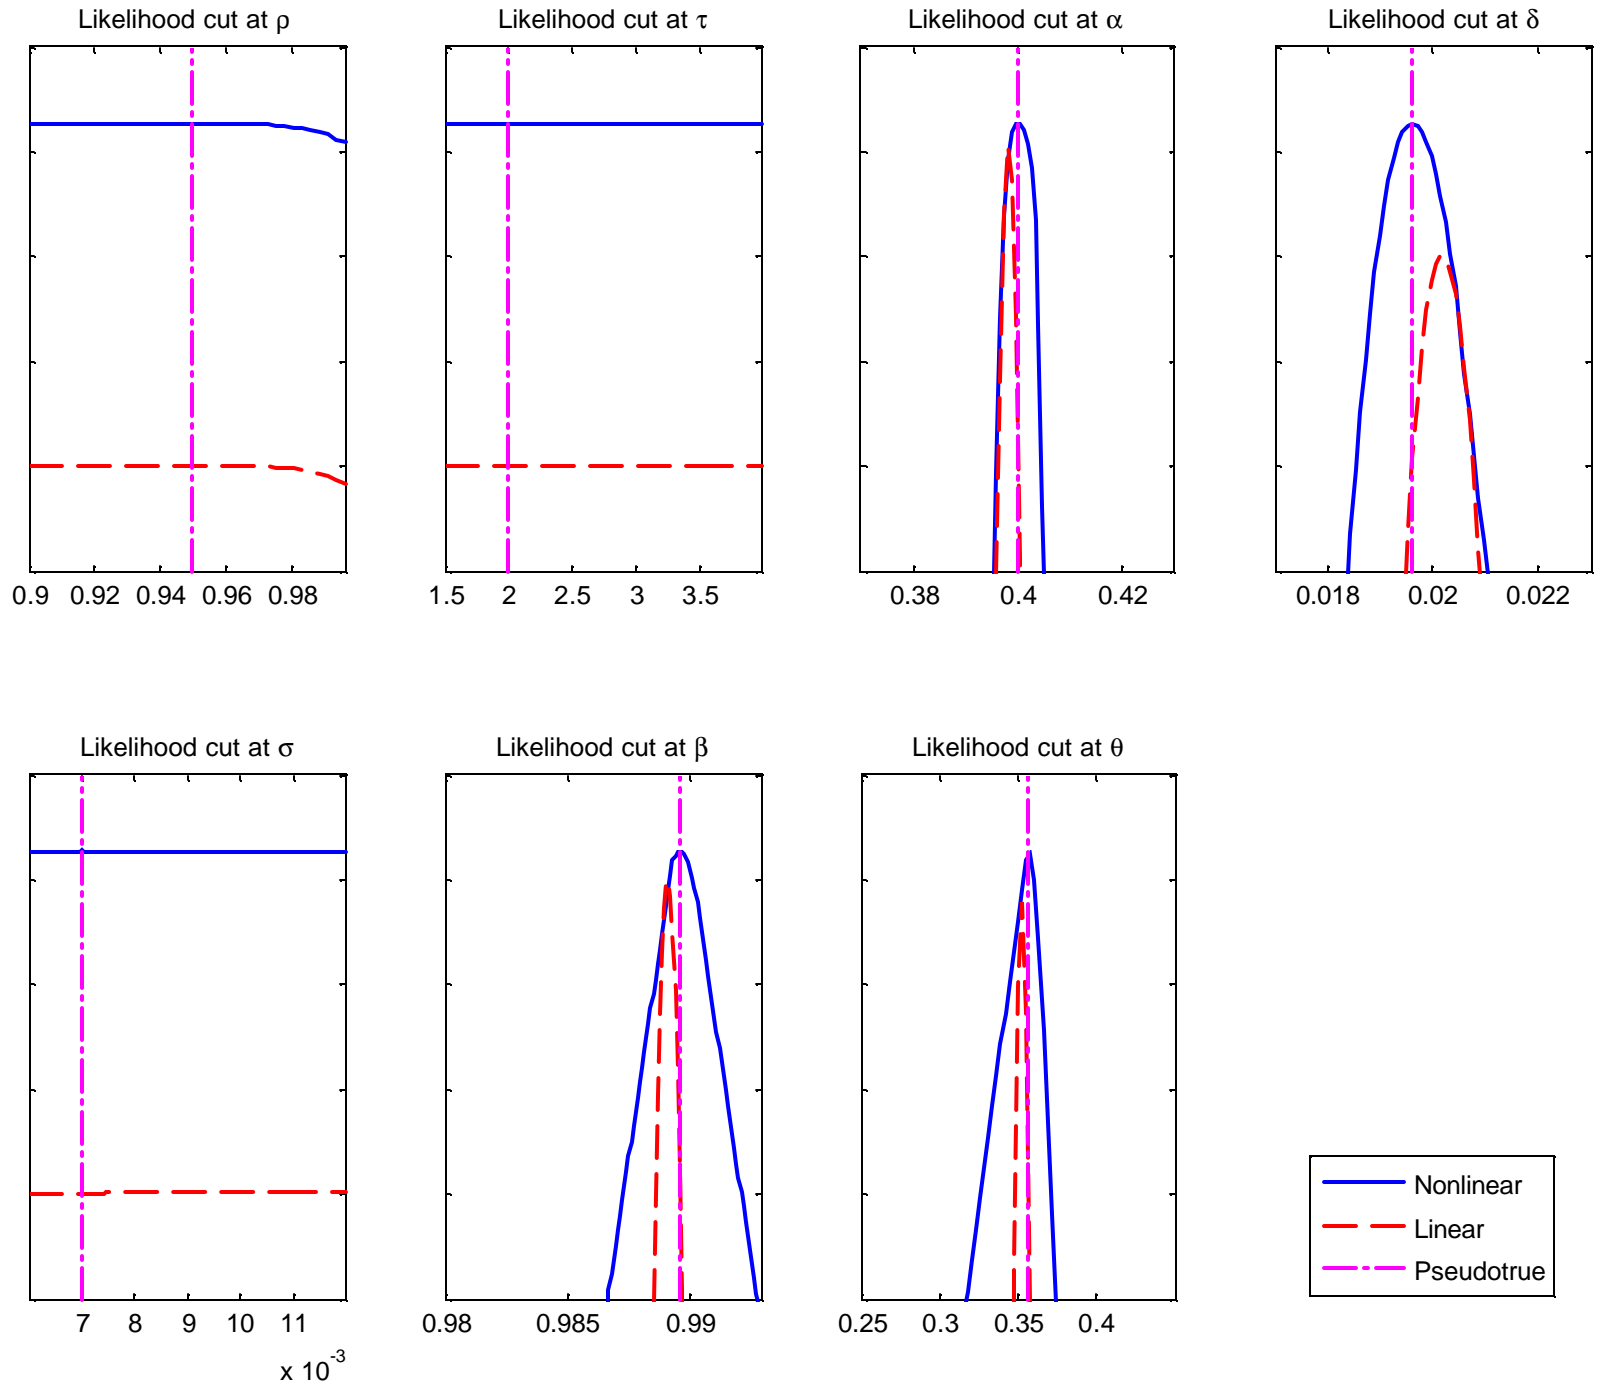 Likelihood cut at ρ
Likelihood cut at τ
Likelihood cut at α
Likelihood cut at δ
0.9 0.92 0.94 0.96 0.98
1.5 2 2.5 3 3.5
0.38 0.4 0.42
0.018 0.02 0.022
Likelihood cut at σ
Likelihood cut at β
Likelihood cut at θ
7 8 9 10 11
x 10^-3
0.98 0.985 0.99
0.25 0.3 0.35 0.4
Nonlinear
Linear
Pseudotrue